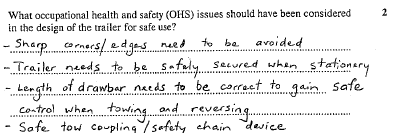 What occupational health and safety (OHS) issues should have been considered 2
in the design of the trailer for safe use?
- Sharp corners/edges need to be avoided
- Trailer needs to be safely secured when stationery
- Length of drawbar needs to be correct to gain safe
control when towing and reversing
- Safe tow coupling/safety chain device